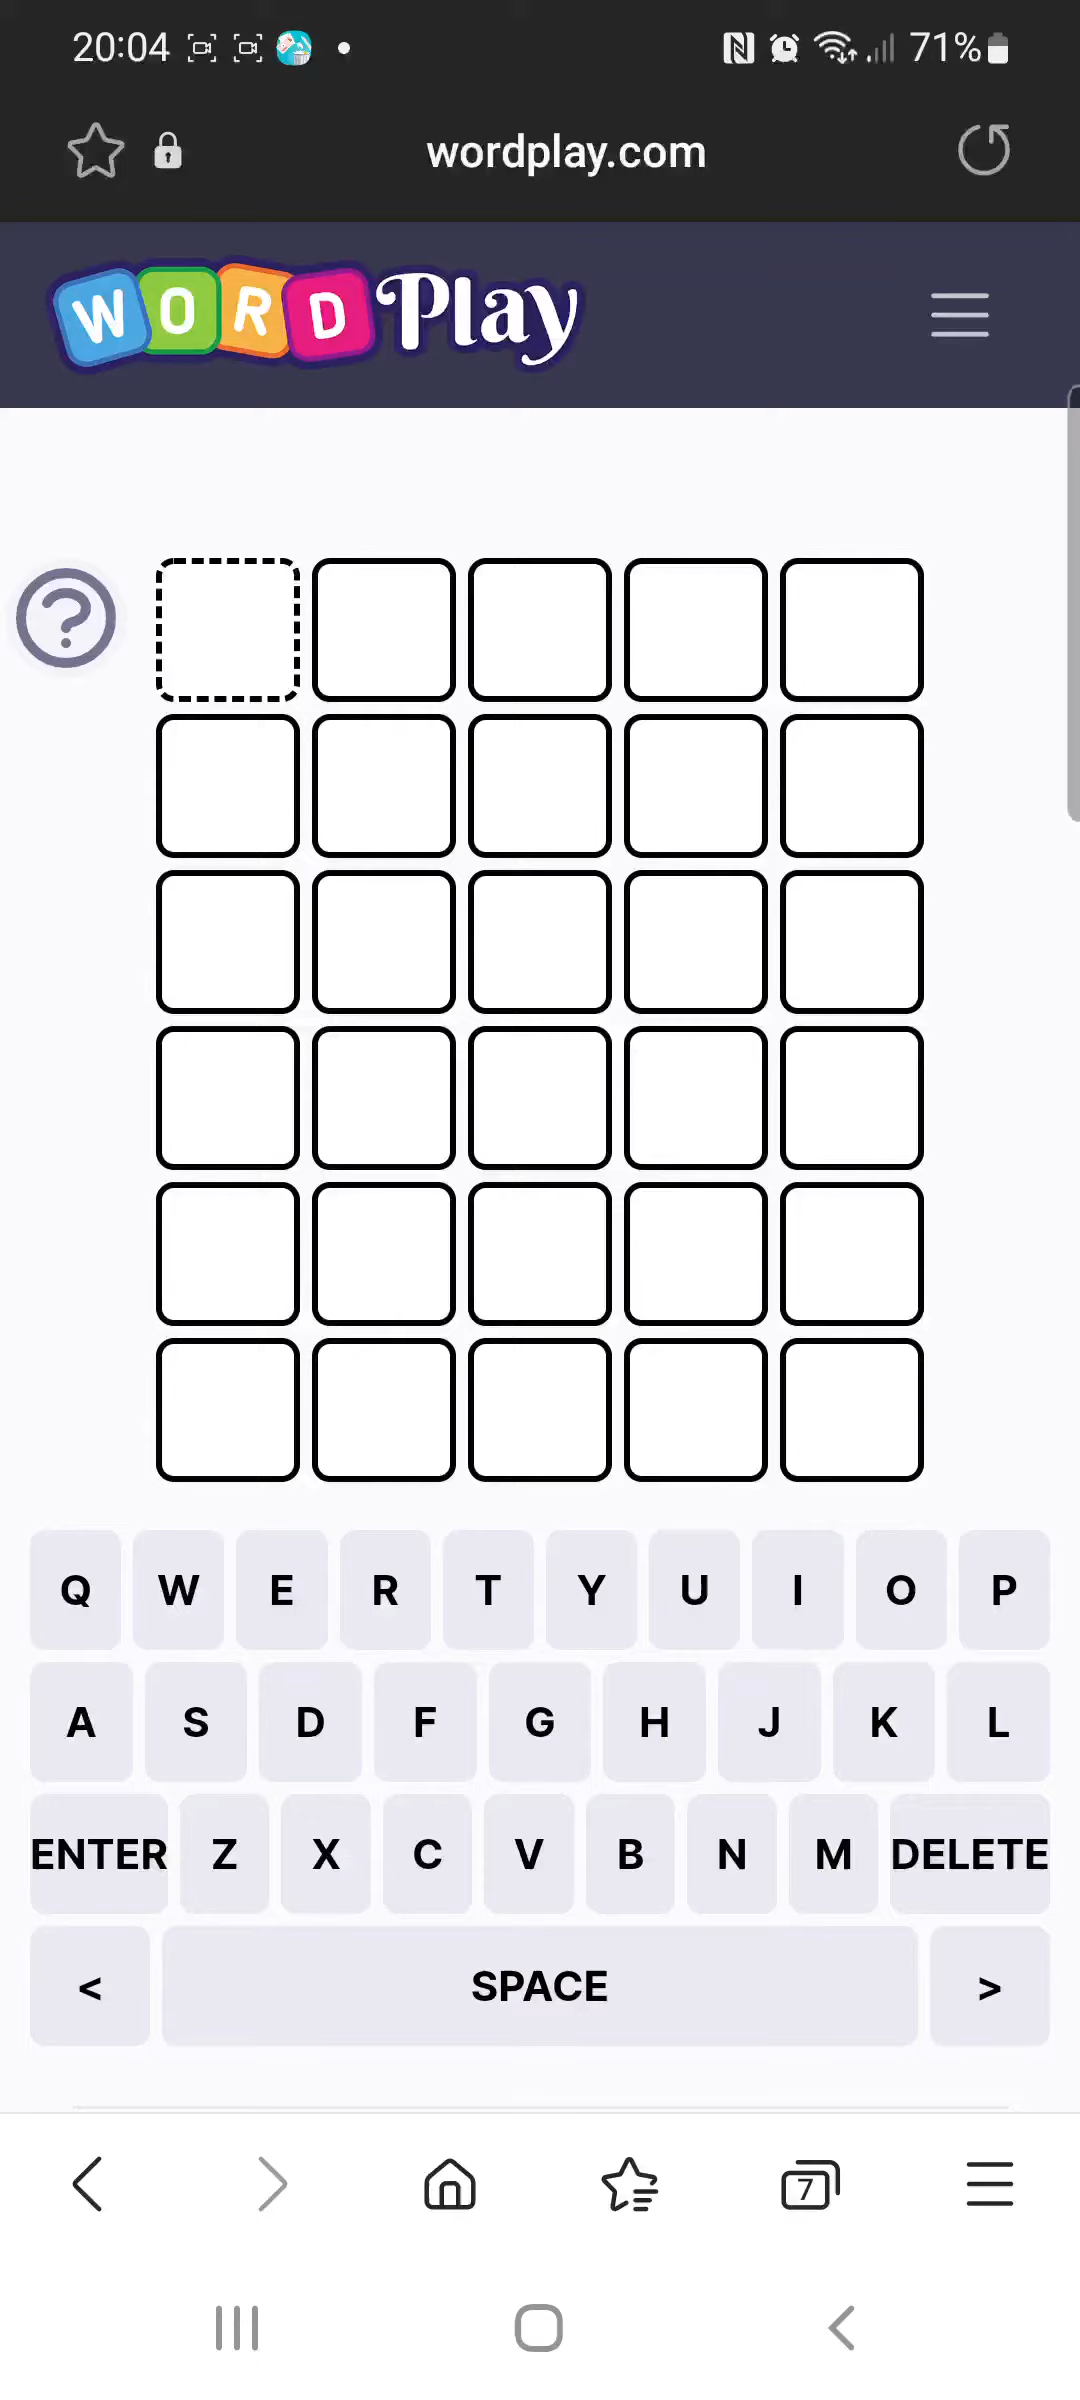 20:04 71%
wordplay.com
WORD Play
?
Q W E R T Y U I O P
A S D F G H J K L
ENTER Z X C V B N M DELETE
< SPACE >
7